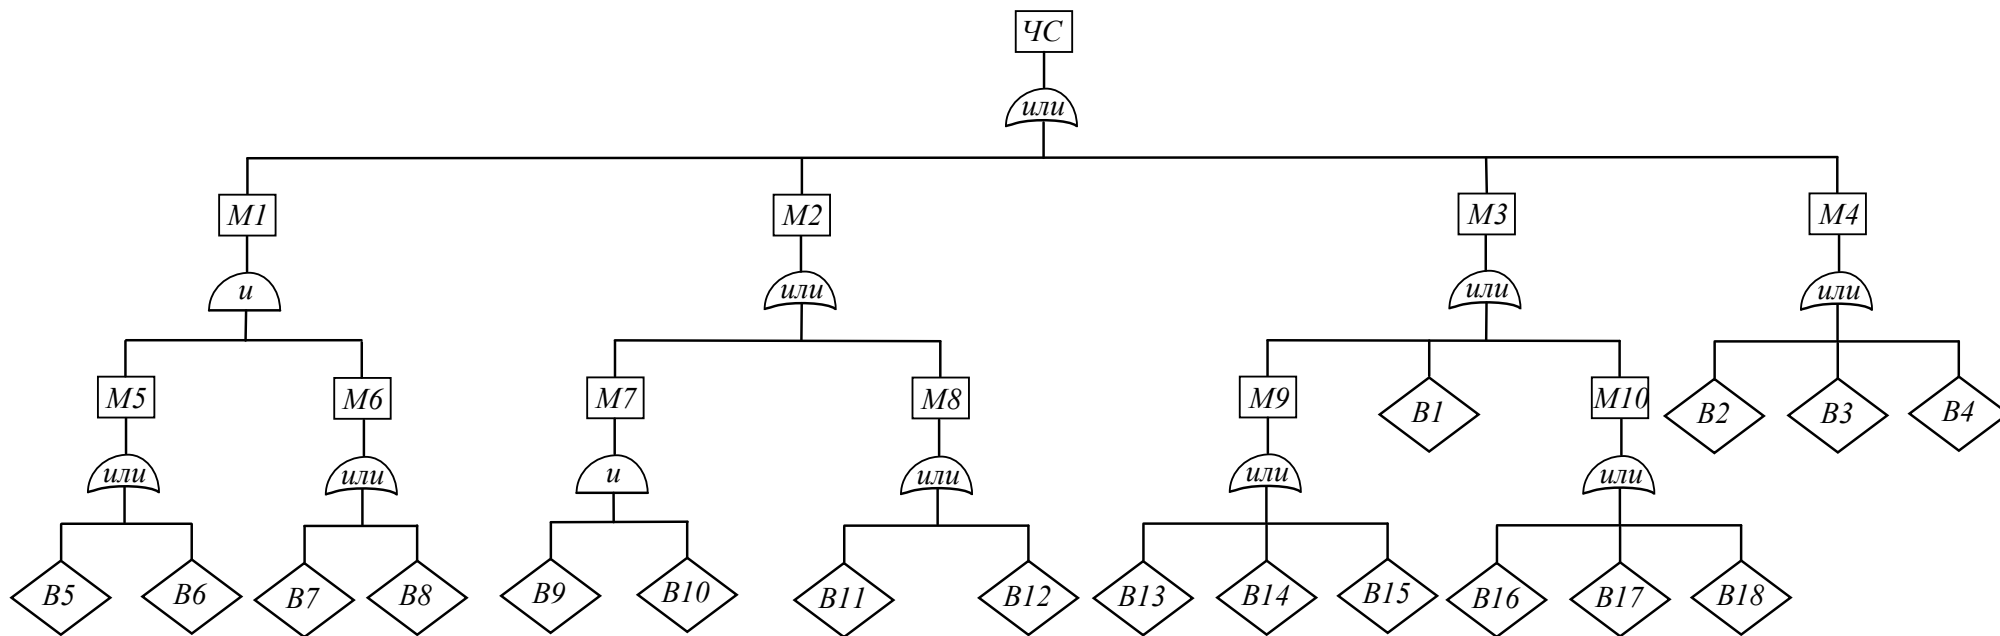 ЧС
или
М1 М2 М3 М4
и или или или
М5 М6 М7 М8 М9 В1 М10 В2 В3 В4
или или и или или или
В5 В6 В7 В8 В9 В10 В11 В12 В13 В14 В15 В16 В17 В18